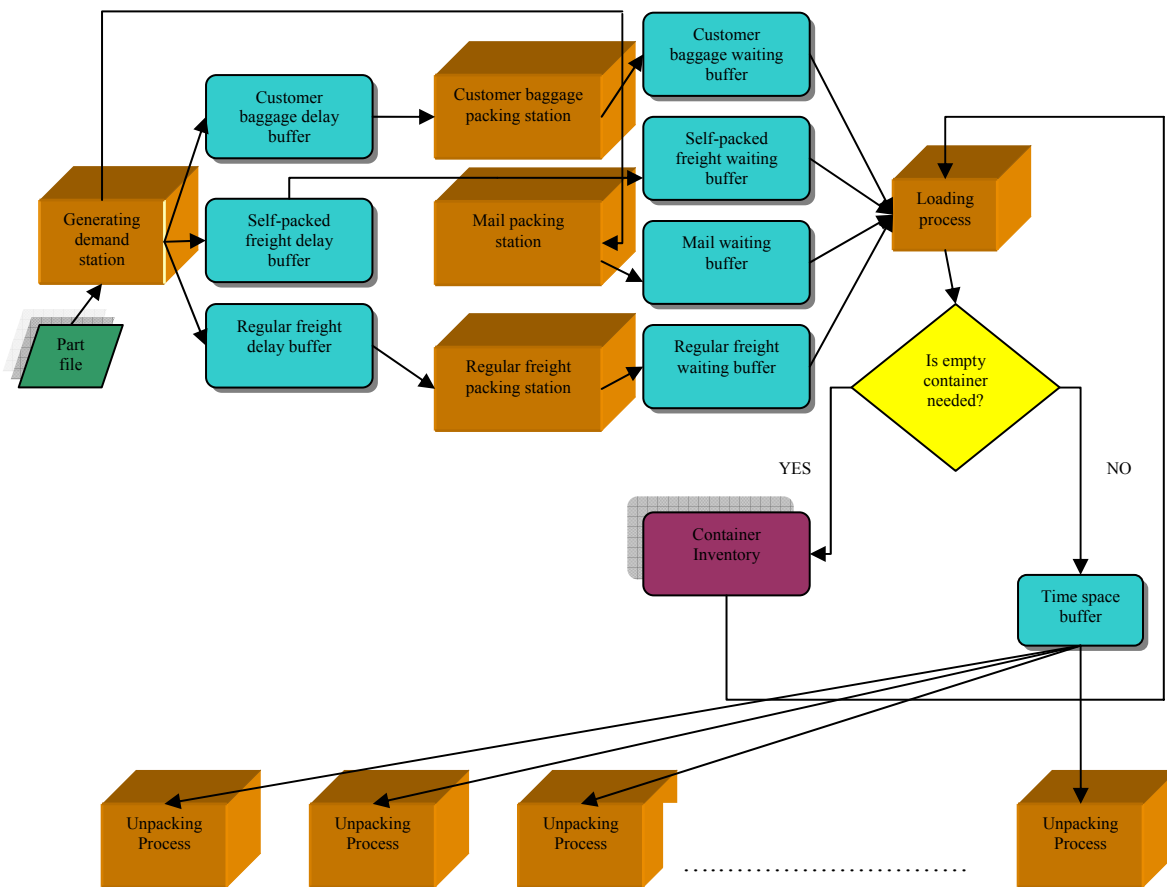 Customer
baggage waiting
buffer
Customer
baggage delay
buffer
Customer baggage
packing station
Self-packed
freight waiting
buffer
Generating
demand
station
Self-packed
freight delay
buffer
Mail packing
station
Mail waiting
buffer
Loading
process
Part
file
Regular freight
delay buffer
Regular freight
packing station
Regular freight
waiting buffer
Is empty
container
needed?
YES
NO
Container
Inventory
Time space
buffer
Unpacking
Process
Unpacking
Process
Unpacking
Process
Unpacking
Process